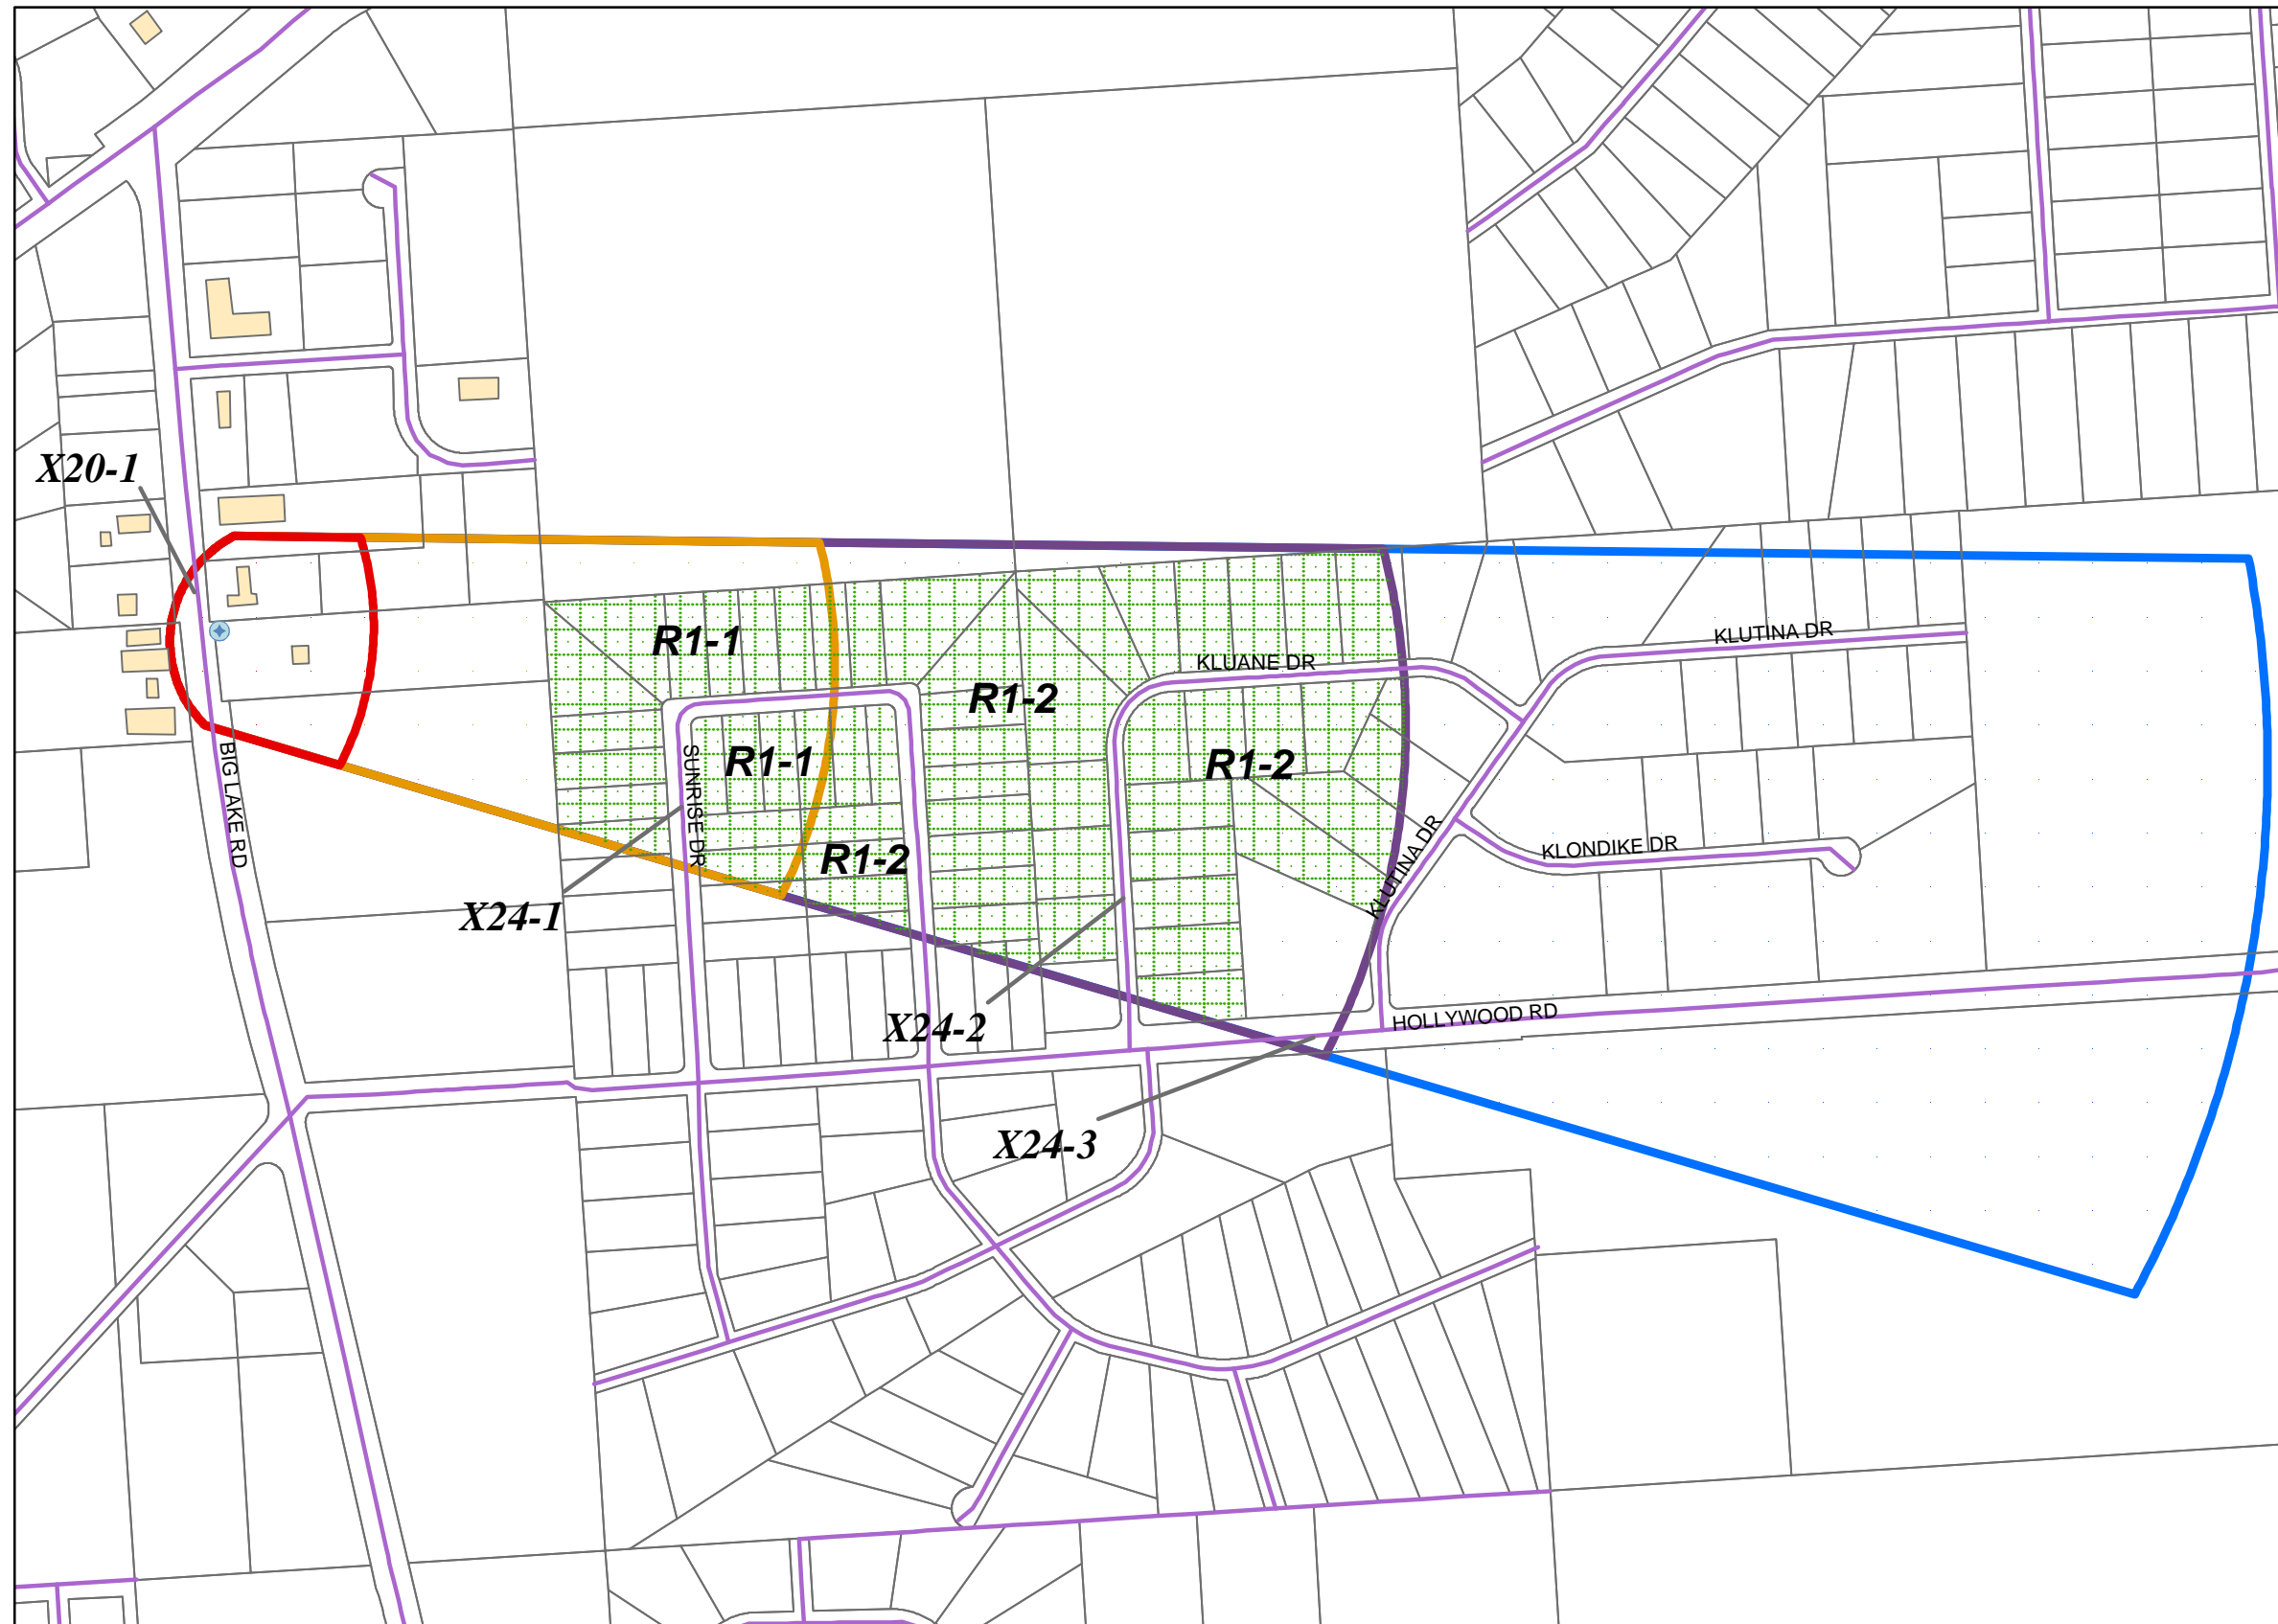 X20-1
R1-1
KLUTINA DR
KLUANE DR
R1-2
SUNRISE DR
R1-1
R1-2
BIG LAKE RD
KLUTINA DR
KLONDIKE DR
R1-2
X24-1
X24-2
HOLLYWOOD RD
X24-3